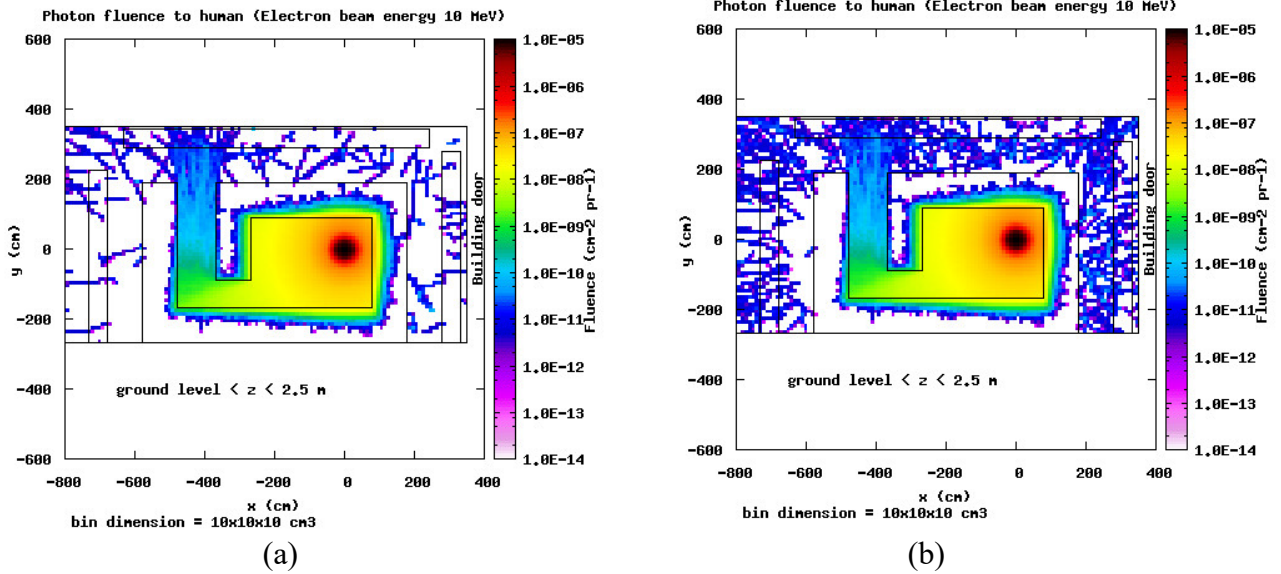 Photon fluence to human (Electron beam energy 10 MeV)
600
400
200
0
-200
-400
-600
y (cm)
-800
-600
-400
-200
0
200
400
x (cm)
ground level < z < 2.5 m
Building door
1.0E-05
1.0E-06
1.0E-07
1.0E-08
1.0E-09
1.0E-10
1.0E-11
1.0E-12
1.0E-13
1.0E-14
Fluence (cm-2 pr-1)
bin dimension = 10x10x10 cm3
(a)
Photon fluence to human (Electron beam energy 10 MeV)
600
400
200
0
-200
-400
-600
y (cm)
-800
-600
-400
-200
0
200
400
x (cm)
ground level < z < 2.5 m
Building door
1.0E-05
1.0E-06
1.0E-07
1.0E-08
1.0E-09
1.0E-10
1.0E-11
1.0E-12
1.0E-13
1.0E-14
Fluence (cm-2 pr-1)
bin dimension = 10x10x10 cm3
(b)